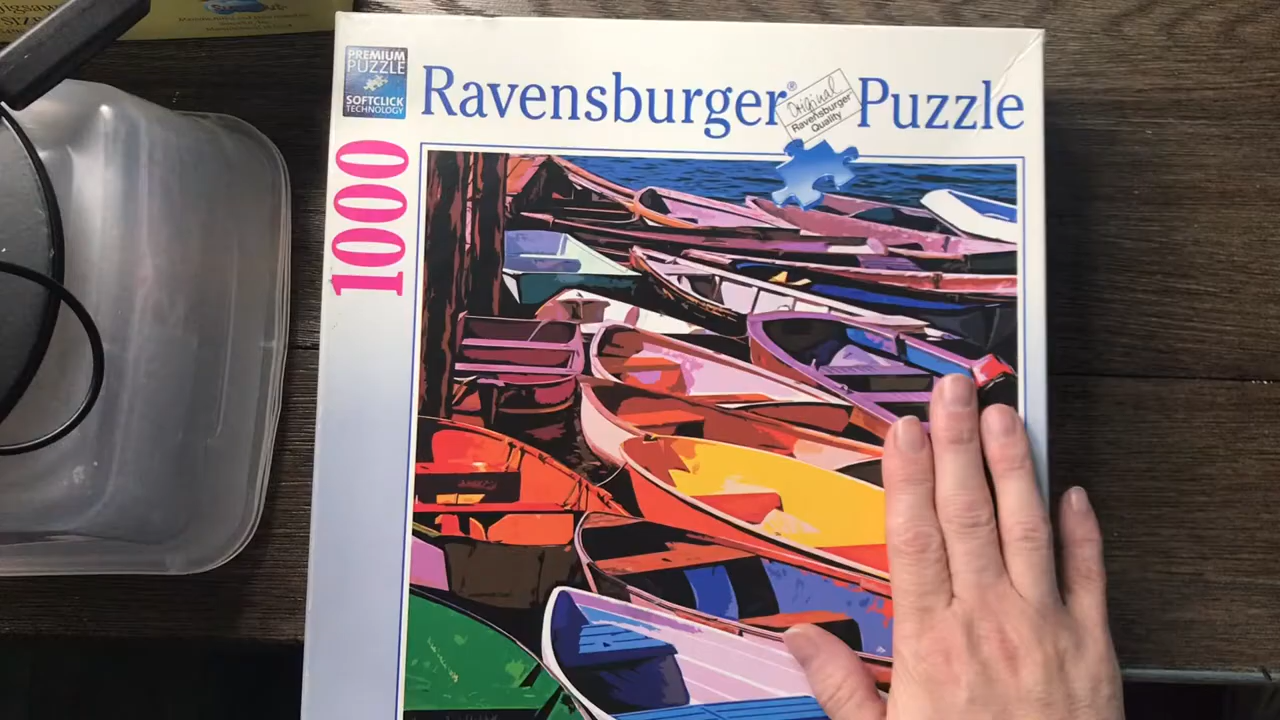 PREMIUM
PUZZLE
SOFTCLICK
TECHNOLOGY
Ravensburger® Puzzle
Original
Ravensburger
Quality
1000